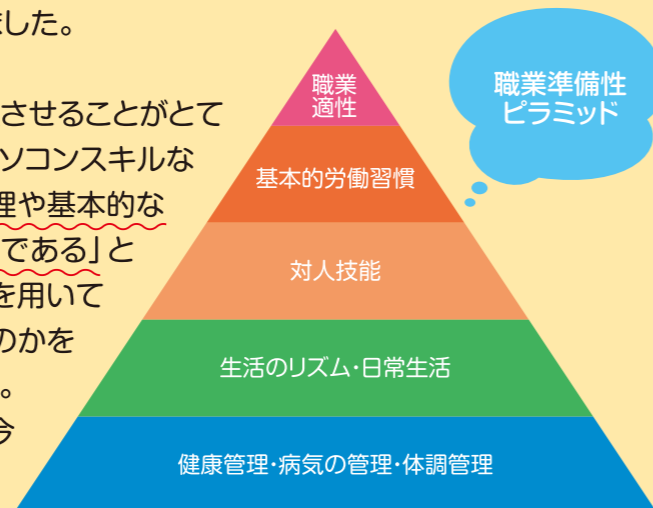 ました。
させることがとて
ソコンスキルな
理や基本的な
である」と
を用いて
のかを
。
今
職業
適性
基本的労働習慣
対人技能
生活のリズム・日常生活
健康管理・病気の管理・体調管理
職業準備性
ピラミッド